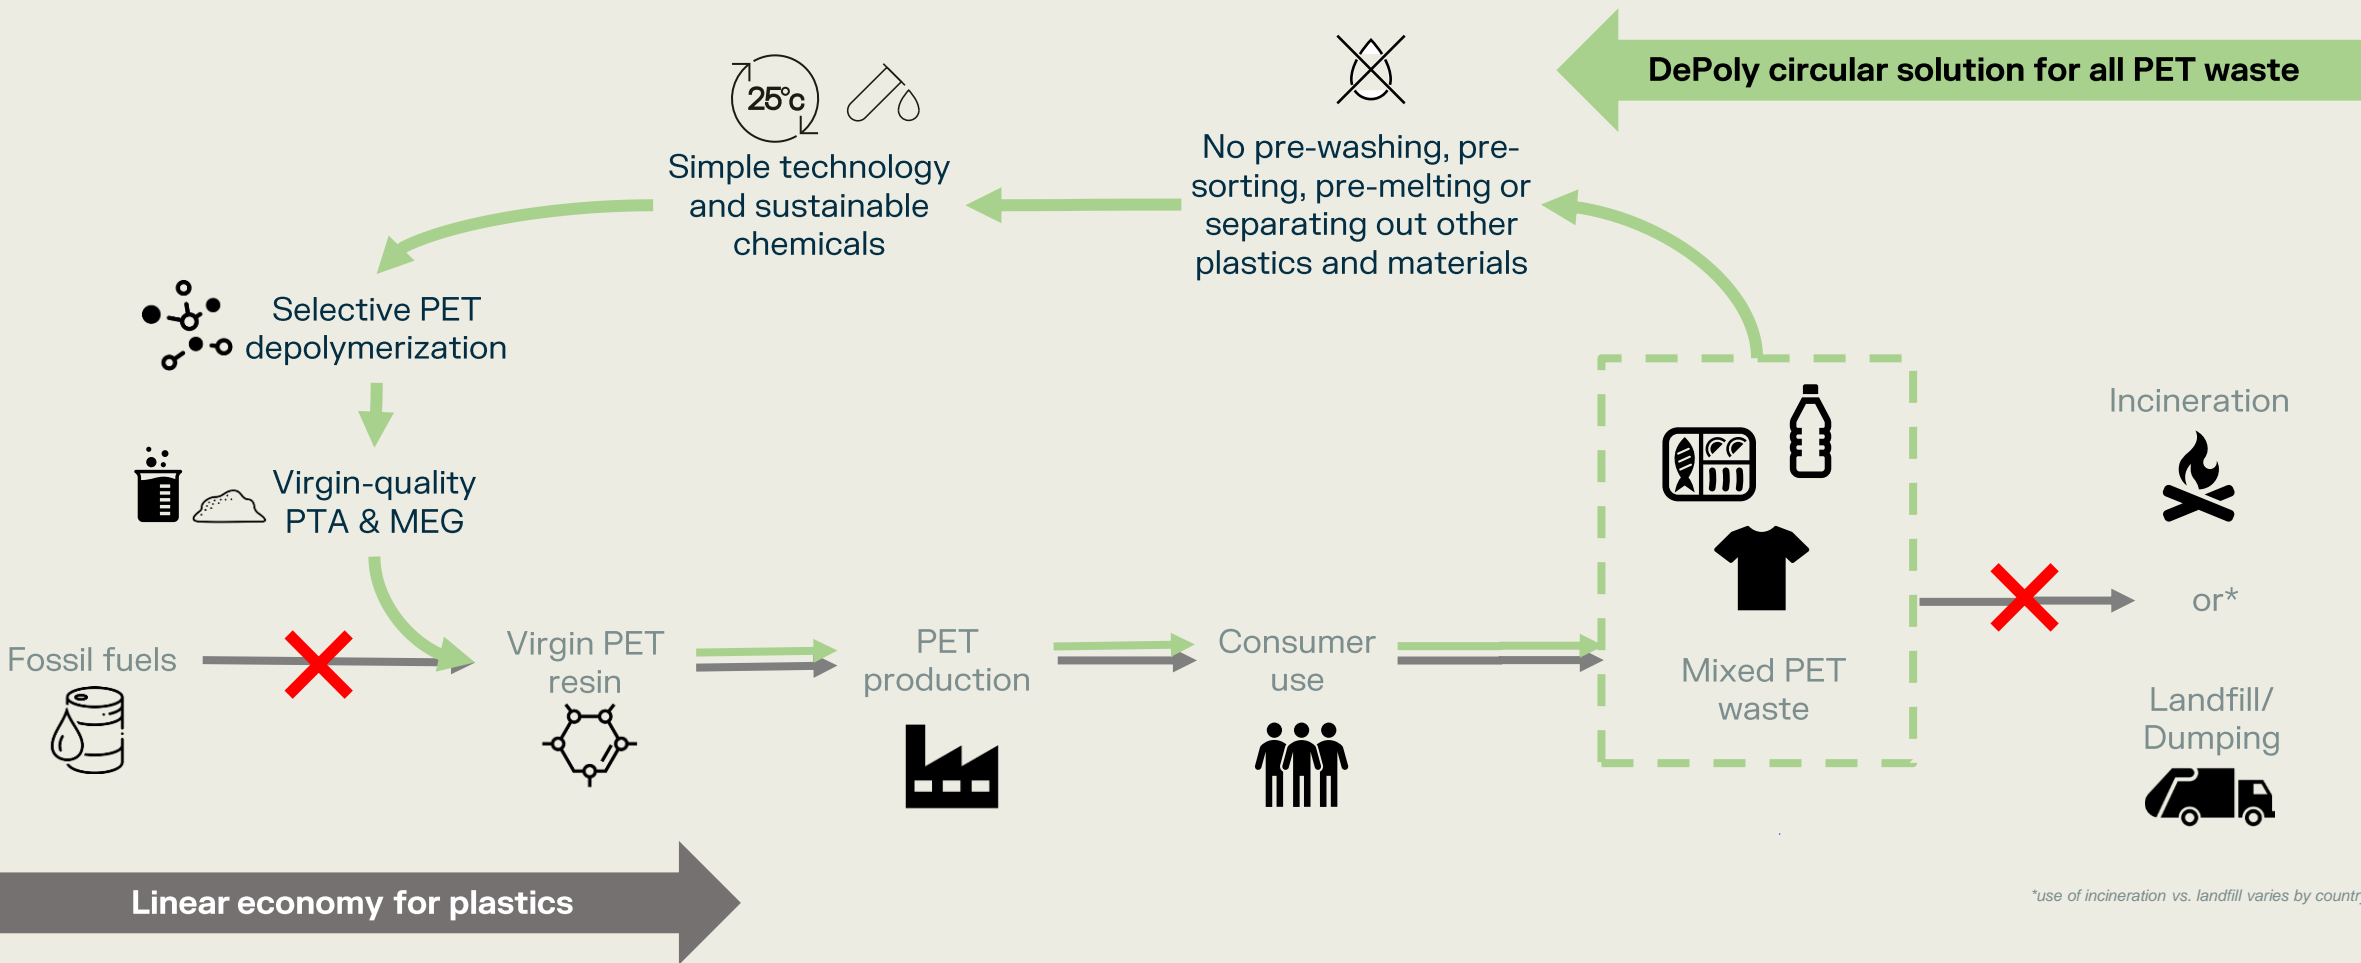 DePoly circular solution for all PET waste
25°c
Simple technology
and sustainable
chemicals
No pre-washing, pre-
sorting, pre-melting or
separating out other
plastics and materials
Selective PET
depolymerization
Virgin-quality
PTA & MEG
Fossil fuels
Virgin PET
resin
PET
production
Consumer
use
Mixed PET
waste
Incineration
or*
Landfill/
Dumping
Linear economy for plastics
*use of incineration vs. landfill varies by country